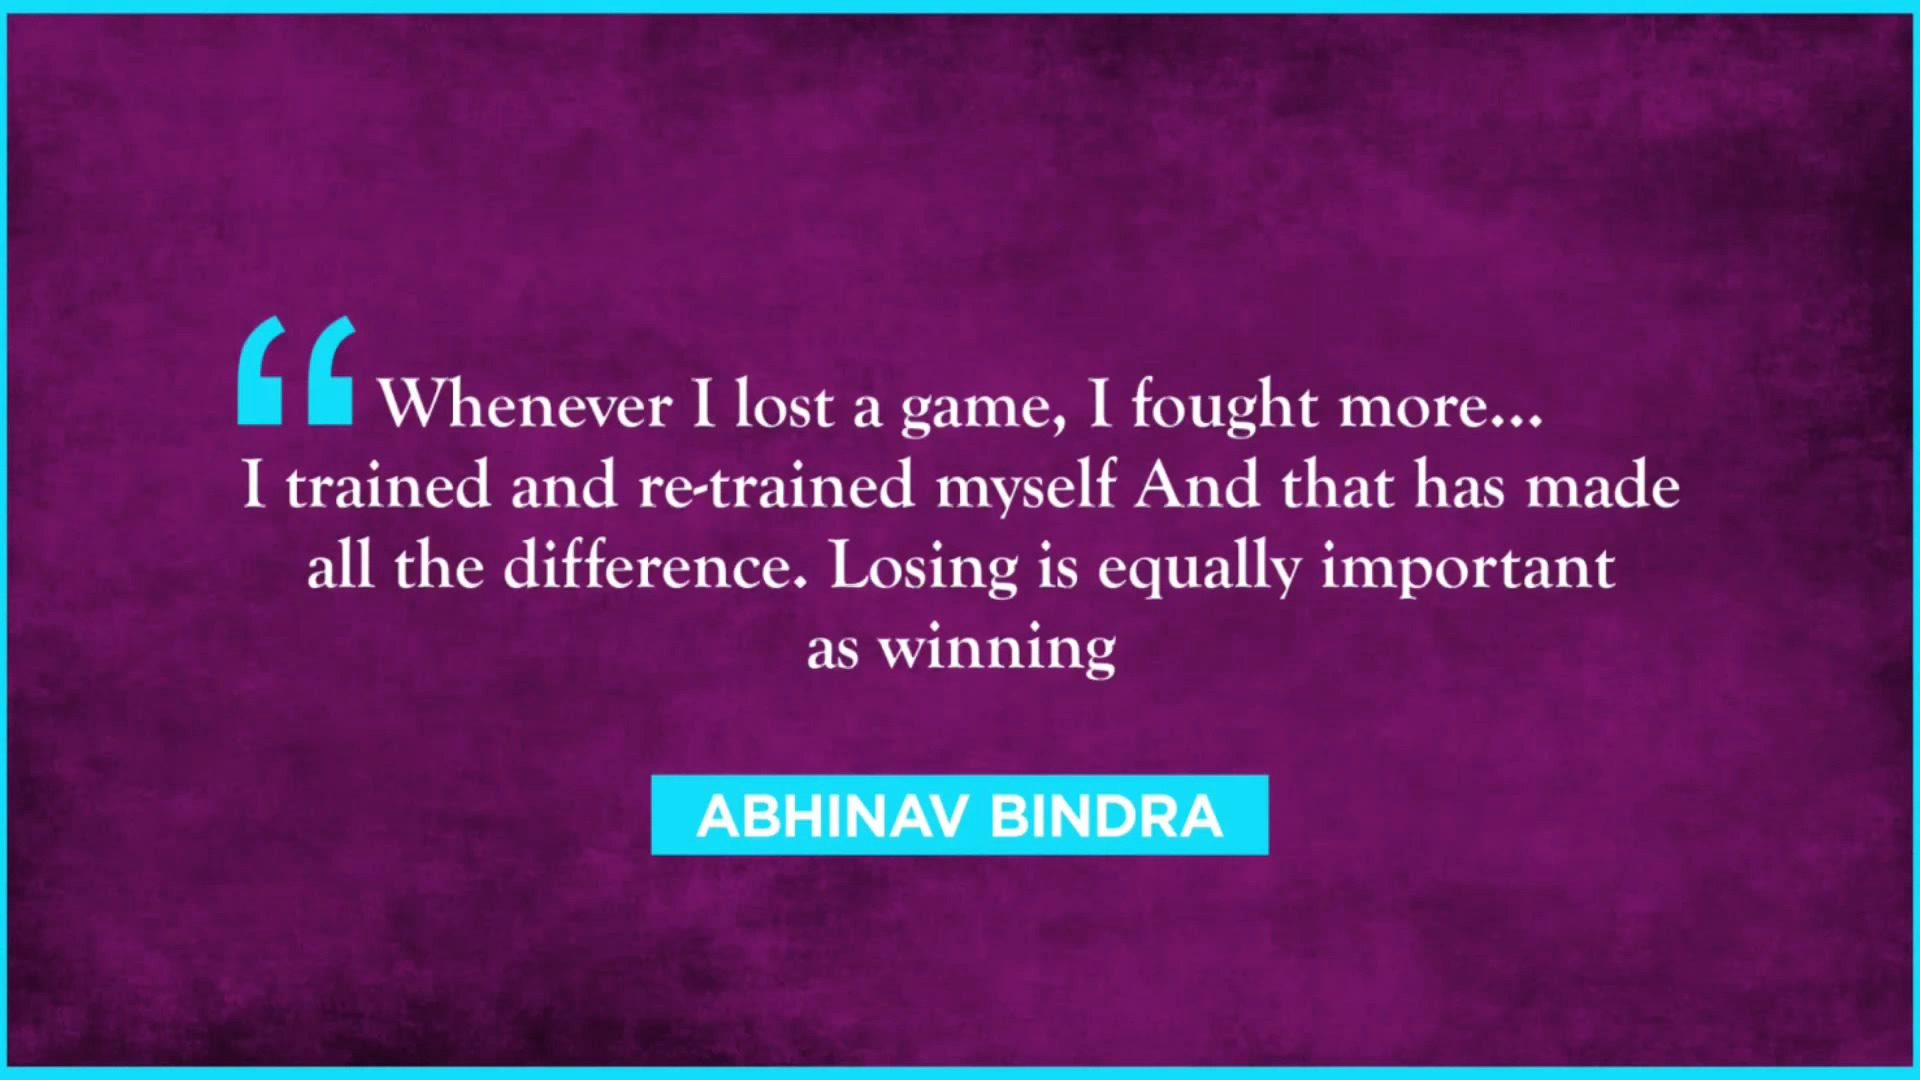 “Whenever I lost a game, I fought more...
I trained and re-trained myself And that has made
all the difference. Losing is equally important
as winning
ABHINAV BINDRA